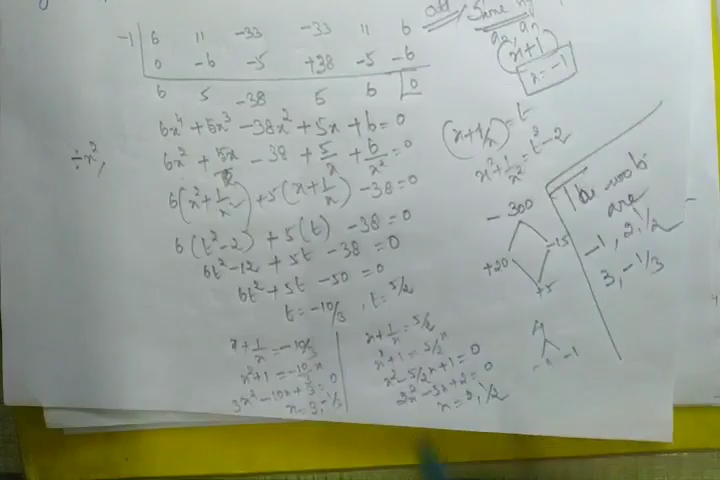 -1 | 6 11 -33 -33 11 6
0 -6 -5 +38 -5 -6
6 5 -38 5 6 |0
(x+1)
x=-1
6x⁴ + 5x³ - 38x² + 5x + 6 = 0
÷x², 6x² + 5x - 38 + 5/x + 6/x² = 0
6(x² + 1/x²) + 5(x + 1/x) - 38 = 0
6(t²-2) + 5(t) - 38 = 0
6t² - 12 + 5t - 38 = 0
6t² + 5t - 50 = 0
t = -10/3, t = 5/2
(x+1/x) = t
x² + 1/x² = t² - 2
-300
+20 -15
+5
The roots
are
-1, 2, 1/2
3, -1/3
x + 1/x = -10/3
x² + 1 = -10/3 x
3x² - 10x + 3 = 0
x = 3, -1/3
x + 1/x = 5/2
x² + 1 = 5/2 x
x² - 5/2 x + 1 = 0
2x² - 5x + 2 = 0
x = 2, 1/2
4